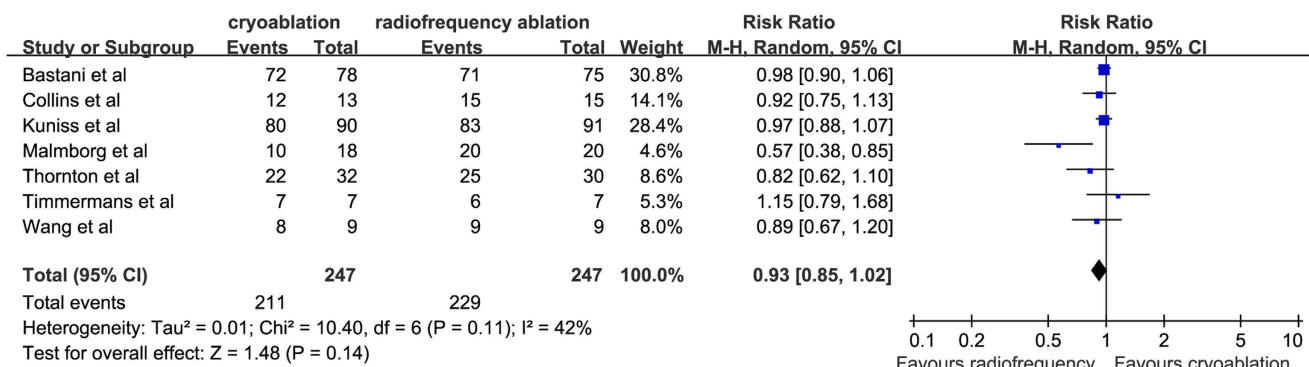 cryoablation radiofrequency ablation Risk Ratio Risk Ratio
Study or Subgroup Events Total Events Total Weight M-H, Random, 95% CI M-H, Random, 95% CI
Bastani et al 72 78 71 75 30.8% 0.98 [0.90, 1.06]
Collins et al 12 13 15 15 14.1% 0.92 [0.75, 1.13]
Kuniss et al 80 90 83 91 28.4% 0.97 [0.88, 1.07]
Malmborg et al 10 18 20 20 4.6% 0.57 [0.38, 0.85]
Thornton et al 22 32 25 30 8.6% 0.82 [0.62, 1.10]
Timmermans et al 7 7 6 7 5.3% 1.15 [0.79, 1.68]
Wang et al 8 9 9 9 8.0% 0.89 [0.67, 1.20]
Total (95% CI) 247 247 100.0% 0.93 [0.85, 1.02]
Total events 211 229
Heterogeneity: Tau² = 0.01; Chi² = 10.40, df = 6 (P = 0.11); I² = 42%
Test for overall effect: Z = 1.48 (P = 0.14)
0.1 0.2 0.5 1 2 5 10
Favours radiofrequency Favours cryoablation